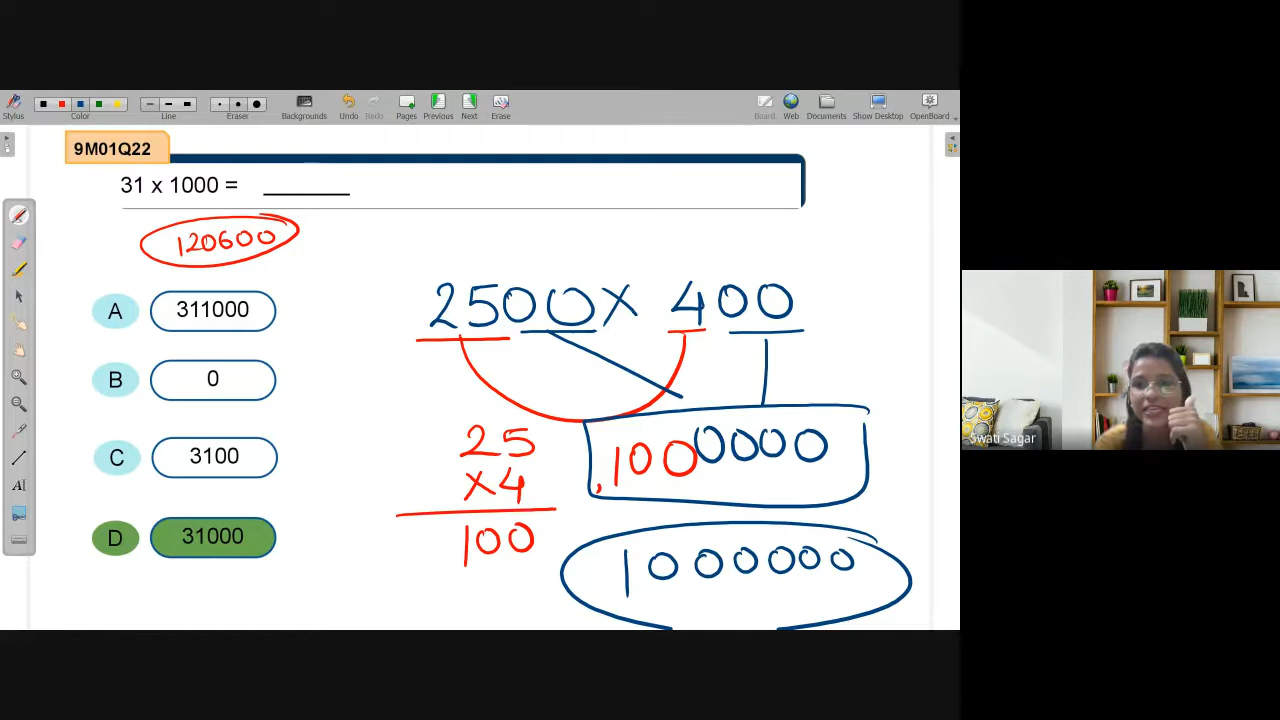 Stylus Color Line Eraser Backgrounds Undo Redo Pages Previous Next Erase Board Web Documents Show Desktop OpenBoard
9M01Q22
31 x 1000 = ________
120600
2500 x 400
A 311000
B 0
C 3100
D 31000
25
x4
100
,1000000
1000000
Swati Sagar